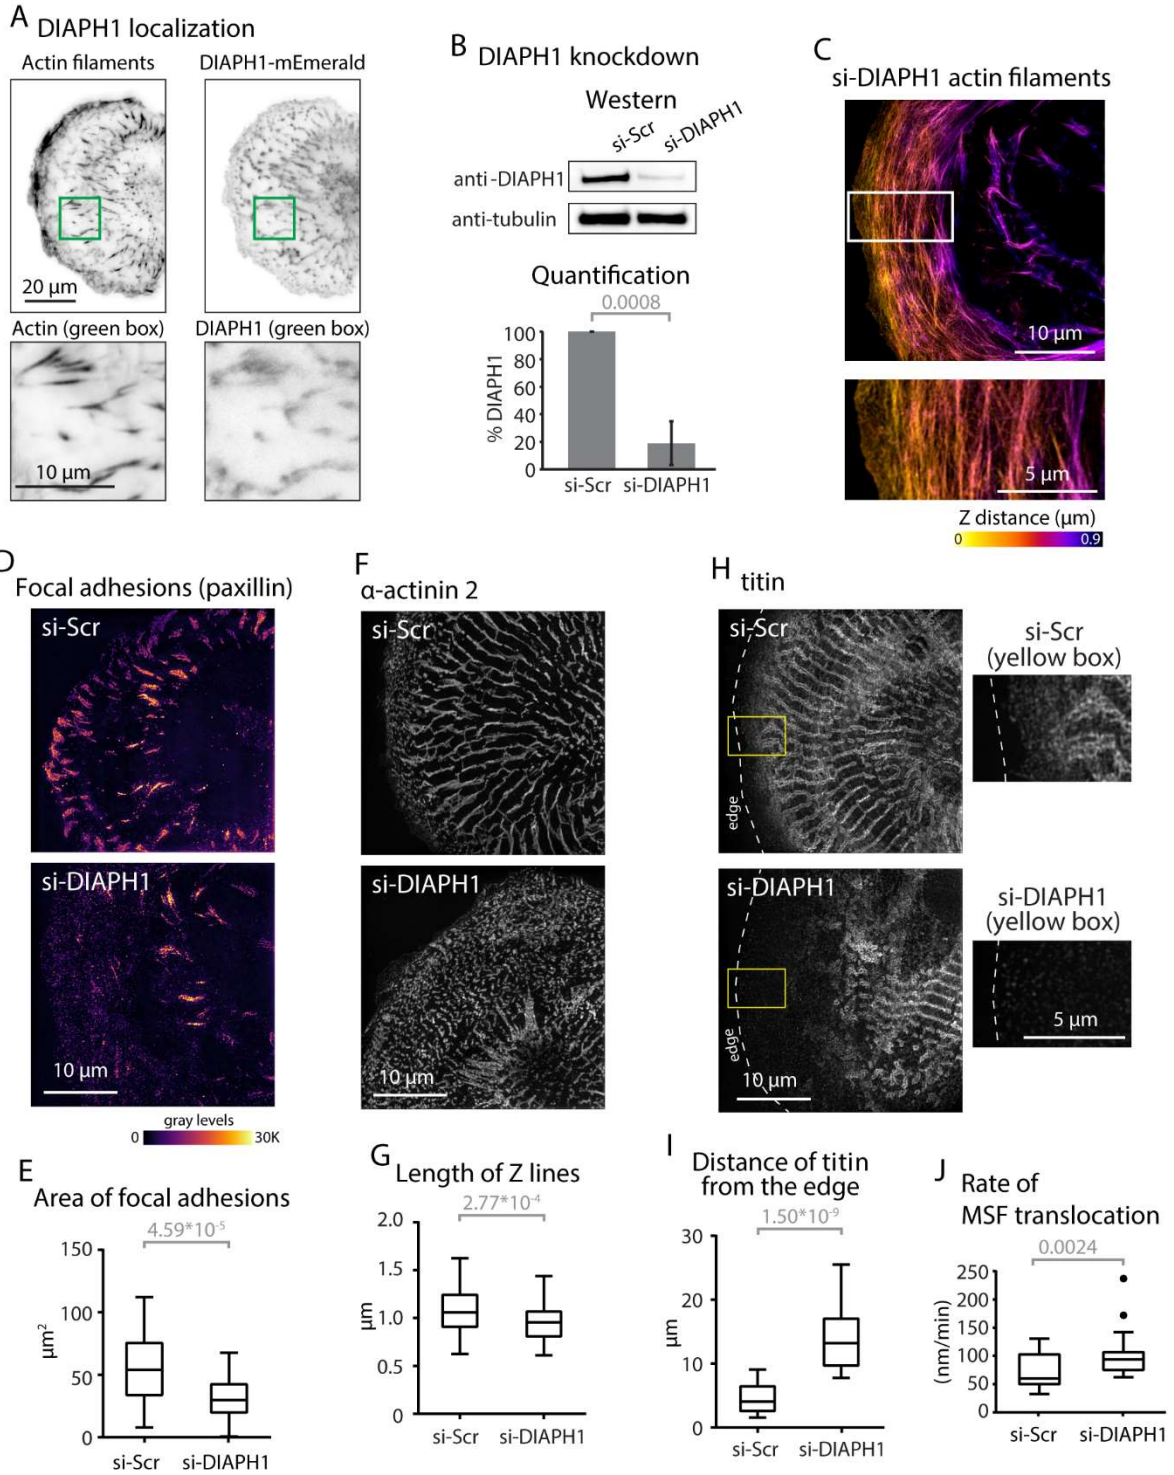 A DIAPH1 localization
Actin filaments
DIAPH1-mEmerald
20 μm
Actin (green box)
DIAPH1 (green box)
10 μm
B DIAPH1 knockdown
Western
si-Scr
si-DIAPH1
anti-DIAPH1
anti-tubulin
Quantification
0.0008
100
80
60
40
20
0
% DIAPH1
si-Scr si-DIAPH1
C
si-DIAPH1 actin filaments
10 μm
5 μm
Z distance (μm)
0 0.9
D
Focal adhesions (paxillin)
si-Scr
si-DIAPH1
10 μm
gray levels
0 30K
E
Area of focal adhesions
4.59*10⁻⁵
150
100
50
0
μm²
si-Scr si-DIAPH1
F
α-actinin 2
si-Scr
si-DIAPH1
10 μm
G
Length of Z lines
2.77*10⁻⁴
2.0
1.5
1.0
0.5
0
μm
si-Scr si-DIAPH1
H titin
si-Scr
edge
si-Scr
(yellow box)
si-DIAPH1
edge
10 μm
si-DIAPH1
(yellow box)
5 μm
I
Distance of titin
from the edge
1.50*10⁻⁹
30
20
10
0
μm
si-Scr si-DIAPH1
J Rate of
MSF translocation
0.0024
250
200
150
100
50
0
(nm/min)
si-Scr si-DIAPH1